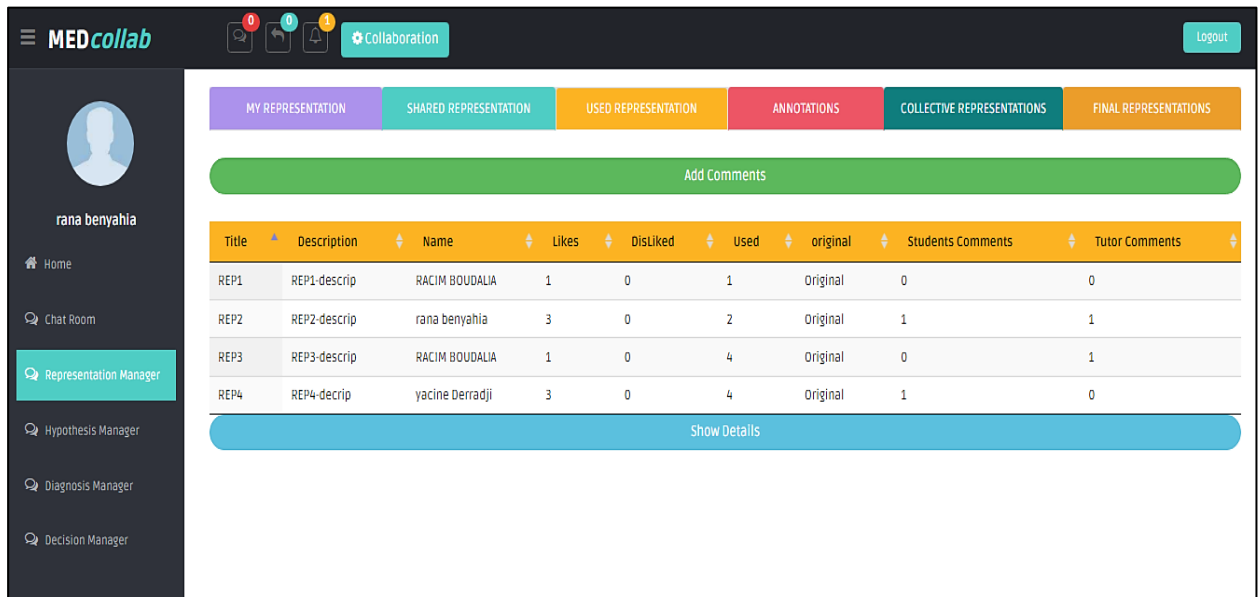 MEDcollab
0 0 1
Collaboration
Logout
rana benyahia
Home
Chat Room
Representation Manager
Hypothesis Manager
Diagnosis Manager
Decision Manager
MY REPRESENTATION SHARED REPRESENTATION USED REPRESENTATION ANNOTATIONS COLLECTIVE REPRESENTATIONS FINAL REPRESENTATIONS
Add Comments
Title Description Name Likes DisLiked Used original Students Comments Tutor Comments
REP1 REP1-descrip RACIM BOUDALIA 1 0 1 Original 0 0
REP2 REP2-descrip rana benyahia 3 0 2 Original 1 1
REP3 REP3-descrip RACIM BOUDALIA 1 0 4 Original 0 1
REP4 REP4-decrip yacine Derradji 3 0 4 Original 1 0
Show Details